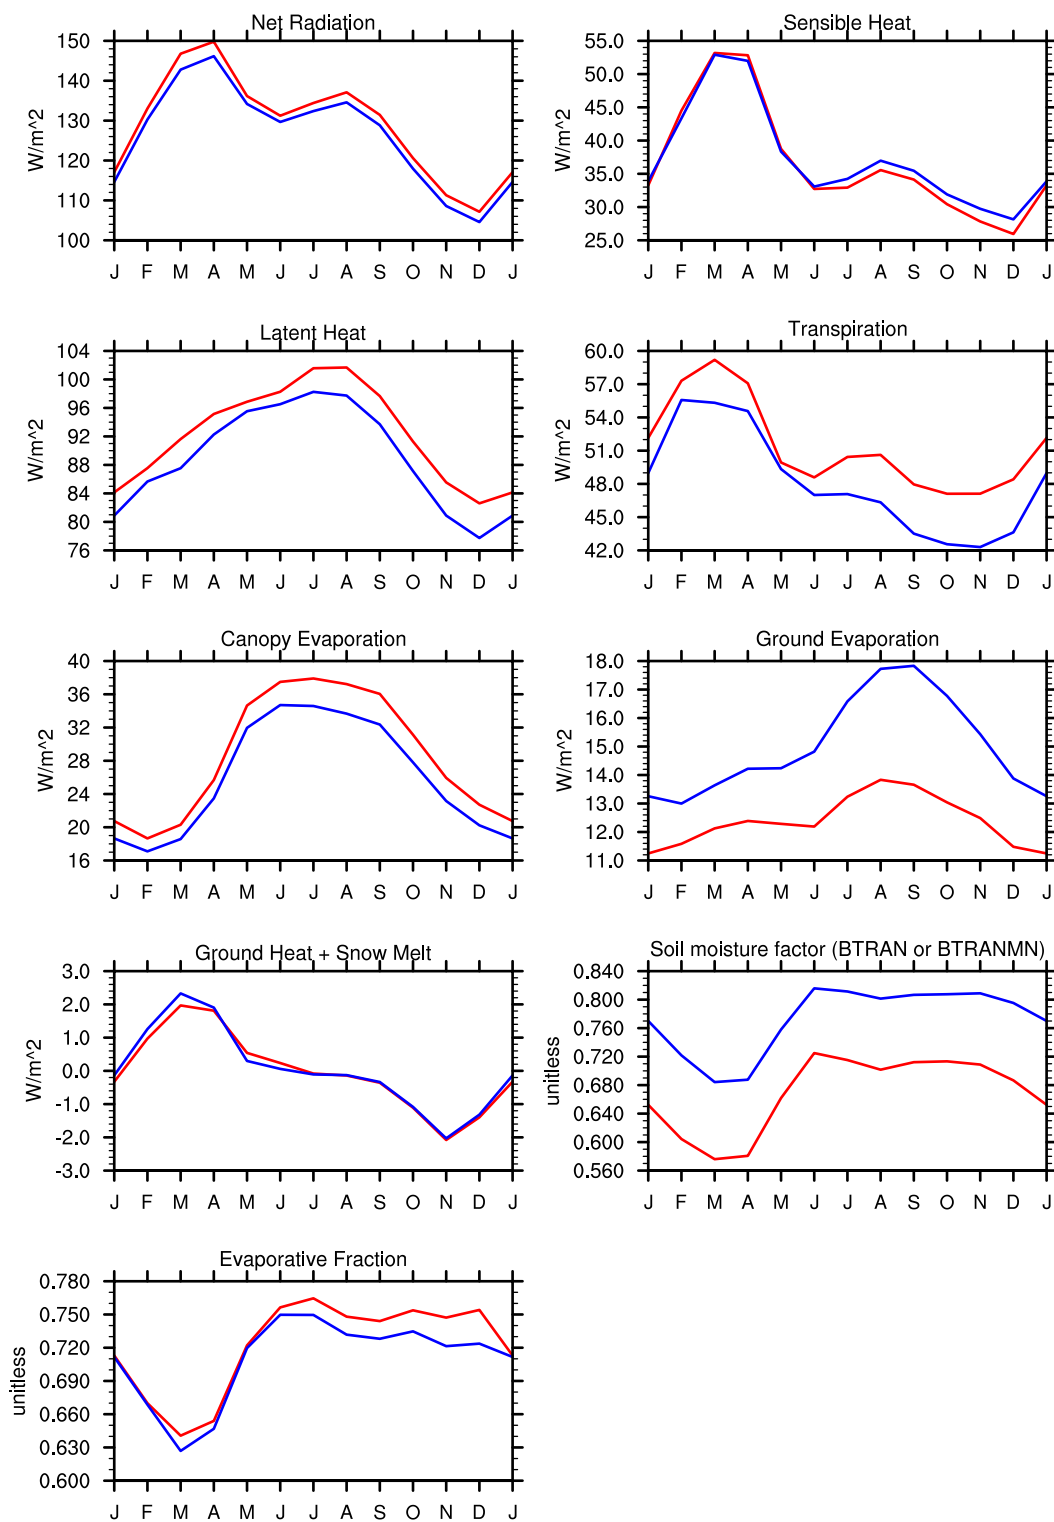 Net Radiation
W/m^2
150
140
130
120
110
100
J F M A M J J A S O N D J
Sensible Heat
W/m^2
55.0
50.0
45.0
40.0
35.0
30.0
25.0
J F M A M J J A S O N D J
Latent Heat
W/m^2
104
100
96
92
88
84
80
76
J F M A M J J A S O N D J
Transpiration
W/m^2
60.0
57.0
54.0
51.0
48.0
45.0
42.0
J F M A M J J A S O N D J
Canopy Evaporation
W/m^2
40
36
32
28
24
20
16
J F M A M J J A S O N D J
Ground Evaporation
W/m^2
18.0
17.0
16.0
15.0
14.0
13.0
12.0
11.0
J F M A M J J A S O N D J
Ground Heat + Snow Melt
W/m^2
3.0
2.0
1.0
0.0
-1.0
-2.0
-3.0
J F M A M J J A S O N D J
Soil moisture factor (BTRAN or BTRANMN)
unitless
0.840
0.800
0.760
0.720
0.680
0.640
0.600
0.560
J F M A M J J A S O N D J
Evaporative Fraction
unitless
0.780
0.750
0.720
0.690
0.660
0.630
0.600
J F M A M J J A S O N D J